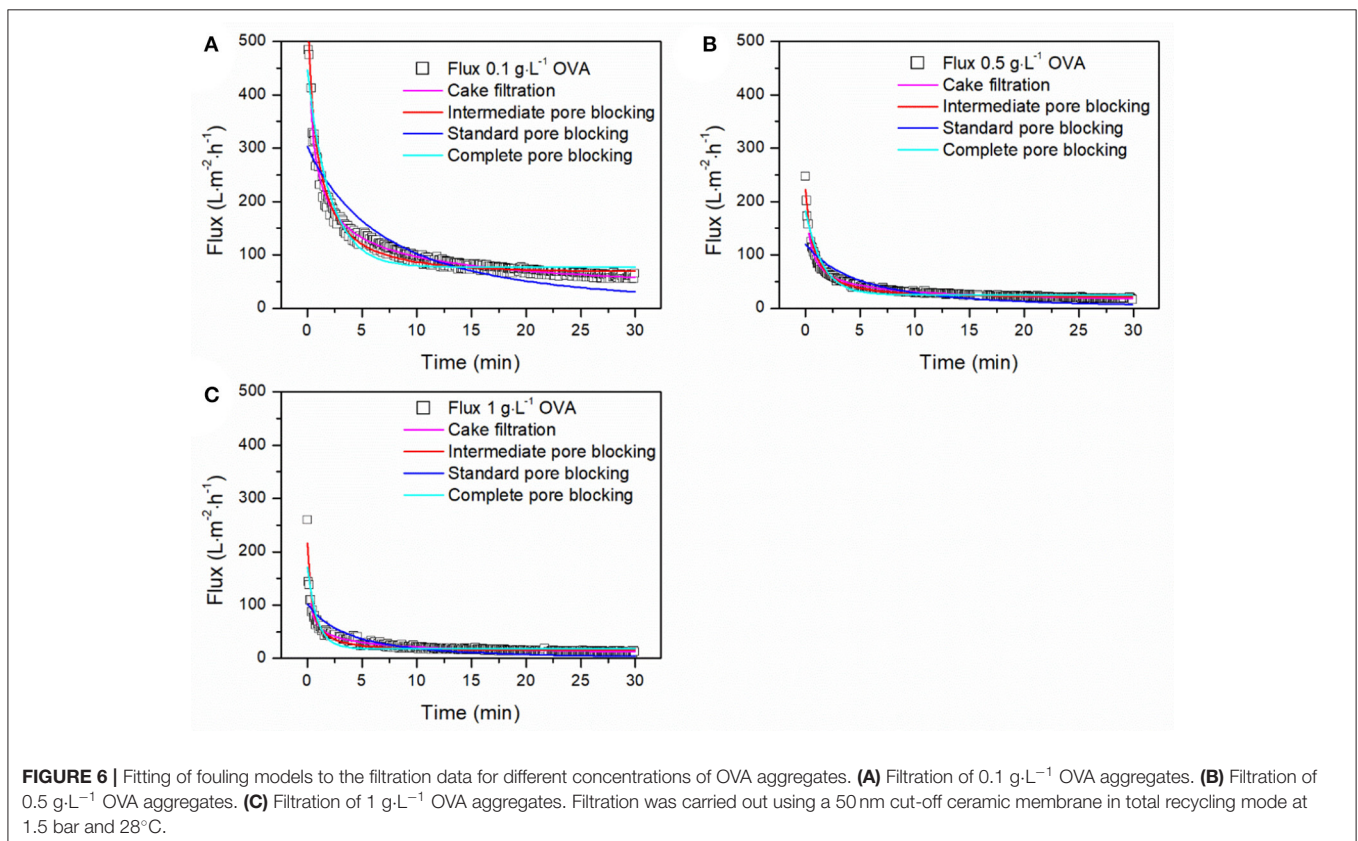 A
Flux (L·m-2·h-1)
500
400
300
200
100
0
Flux 0.1 g·L-1 OVA
Cake filtration
Intermediate pore blocking
Standard pore blocking
Complete pore blocking
0 5 10 15 20 25 30
Time (min)
B
Flux (L·m-2·h-1)
500
400
300
200
100
0
Flux 0.5 g·L-1 OVA
Cake filtration
Intermediate pore blocking
Standard pore blocking
Complete pore blocking
0 5 10 15 20 25 30
Time (min)
C
Flux (L·m-2·h-1)
500
400
300
200
100
0
Flux 1 g·L-1 OVA
Cake filtration
Intermediate pore blocking
Standard pore blocking
Complete pore blocking
0 5 10 15 20 25 30
Time (min)
FIGURE 6 | Fitting of fouling models to the filtration data for different concentrations of OVA aggregates. (A) Filtration of 0.1 g·L−1 OVA aggregates. (B) Filtration of
0.5 g·L−1 OVA aggregates. (C) Filtration of 1 g·L−1 OVA aggregates. Filtration was carried out using a 50 nm cut-off ceramic membrane in total recycling mode at
1.5 bar and 28°C.